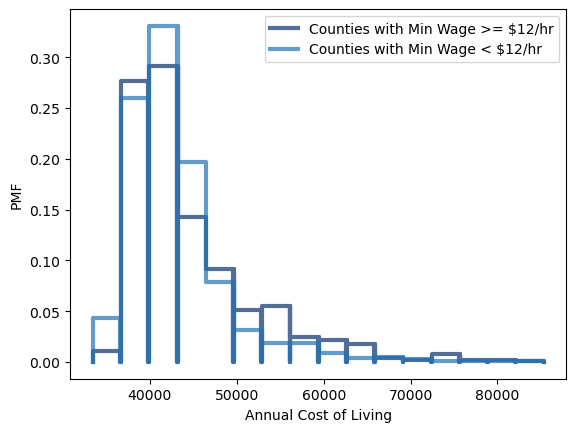 Counties with Min Wage >= $12/hr
Counties with Min Wage < $12/hr
0.30
0.25
0.20
0.15
0.10
0.05
0.00
PMF
40000 50000 60000 70000 80000
Annual Cost of Living